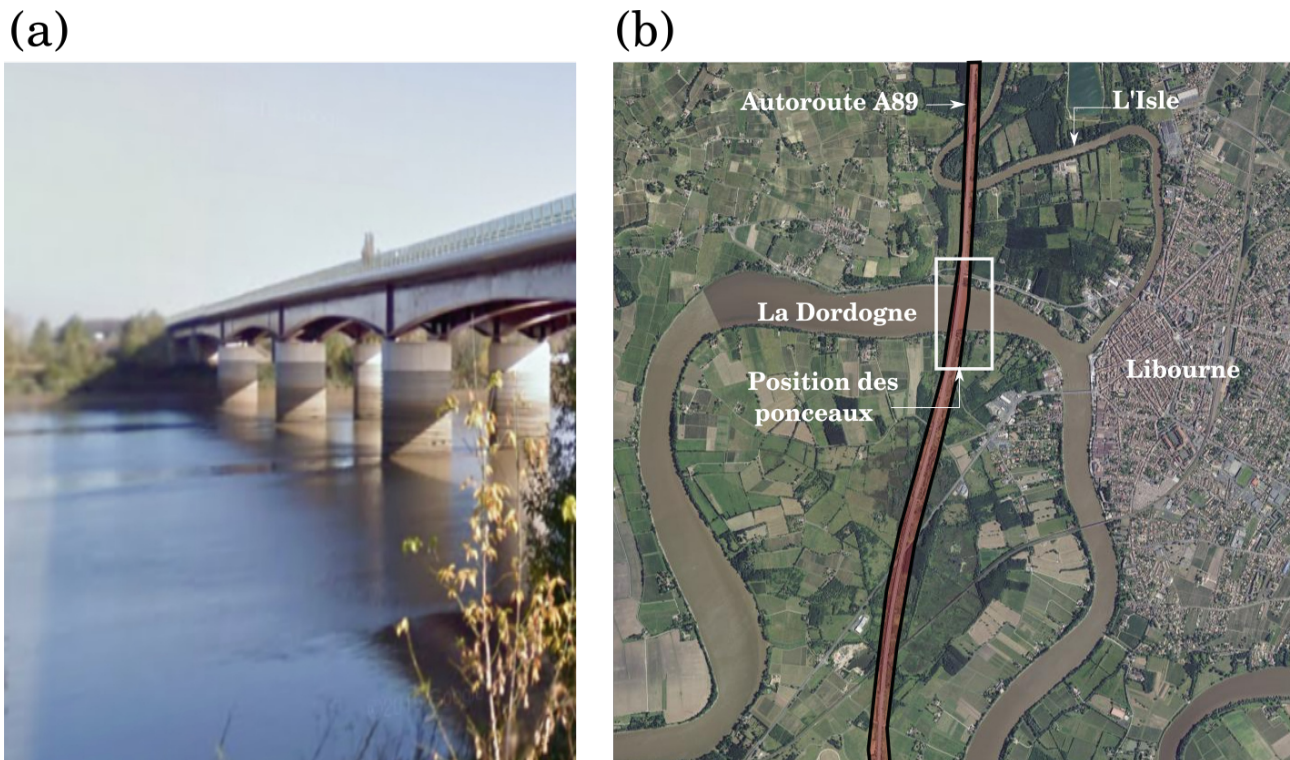 (a)
(b)
Autoroute A89
L'Isle
La Dordogne
Position des
ponceaux
Libourne